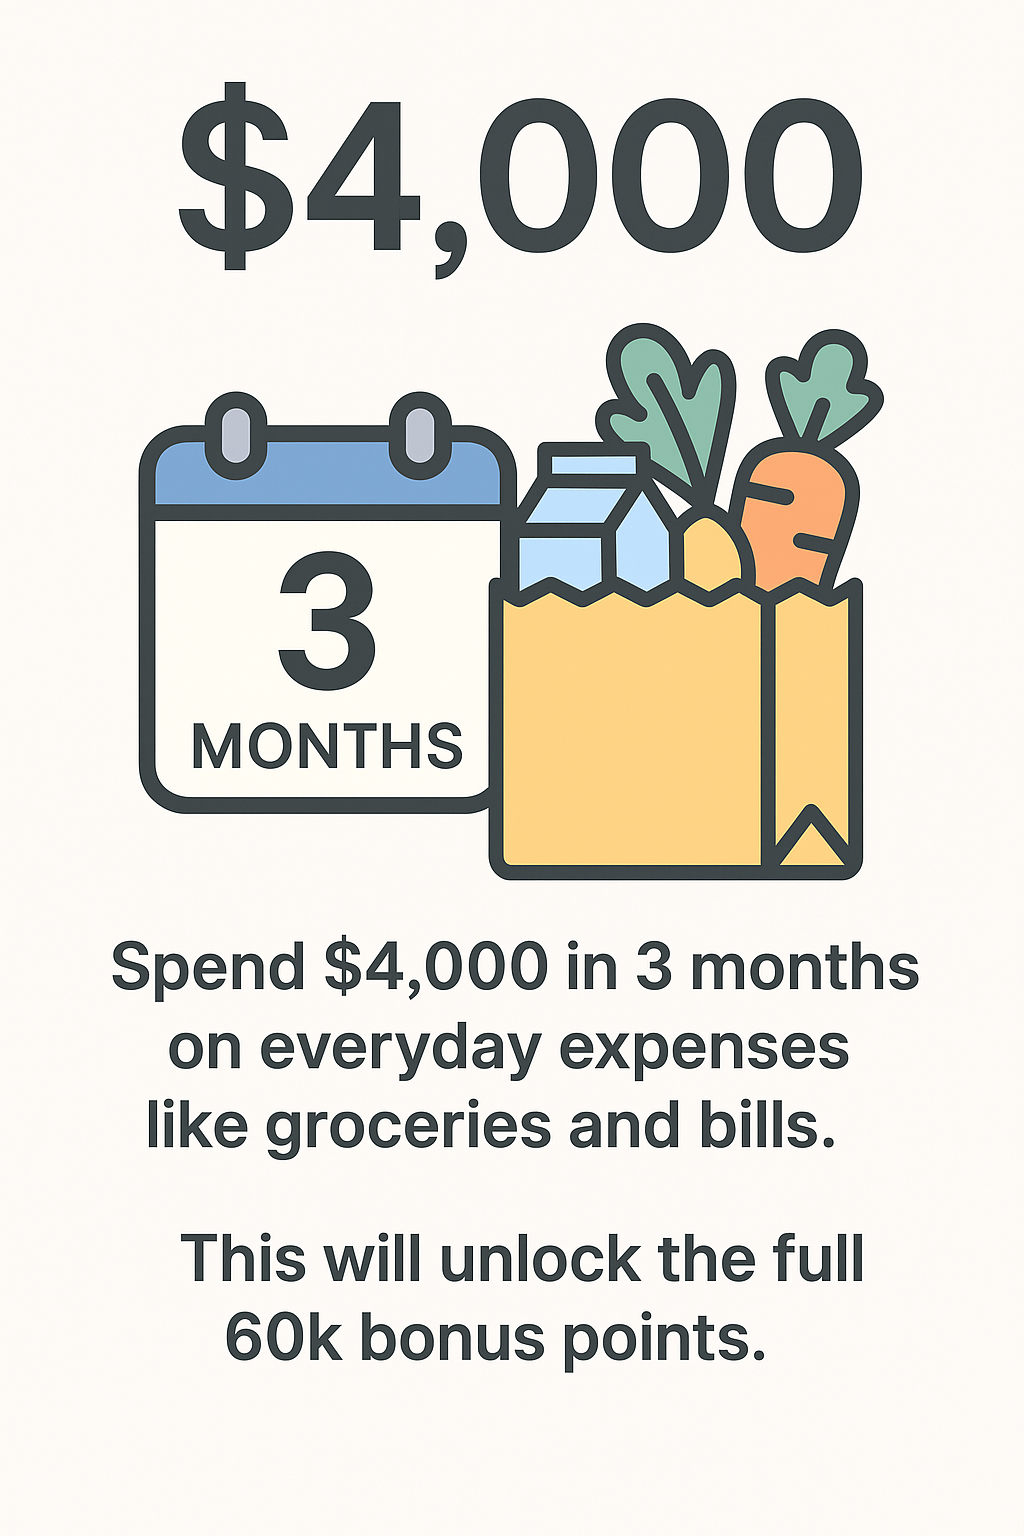 $4,000
3
MONTHS
Spend $4,000 in 3 months
on everyday expenses
like groceries and bills.
This will unlock the full
60k bonus points.